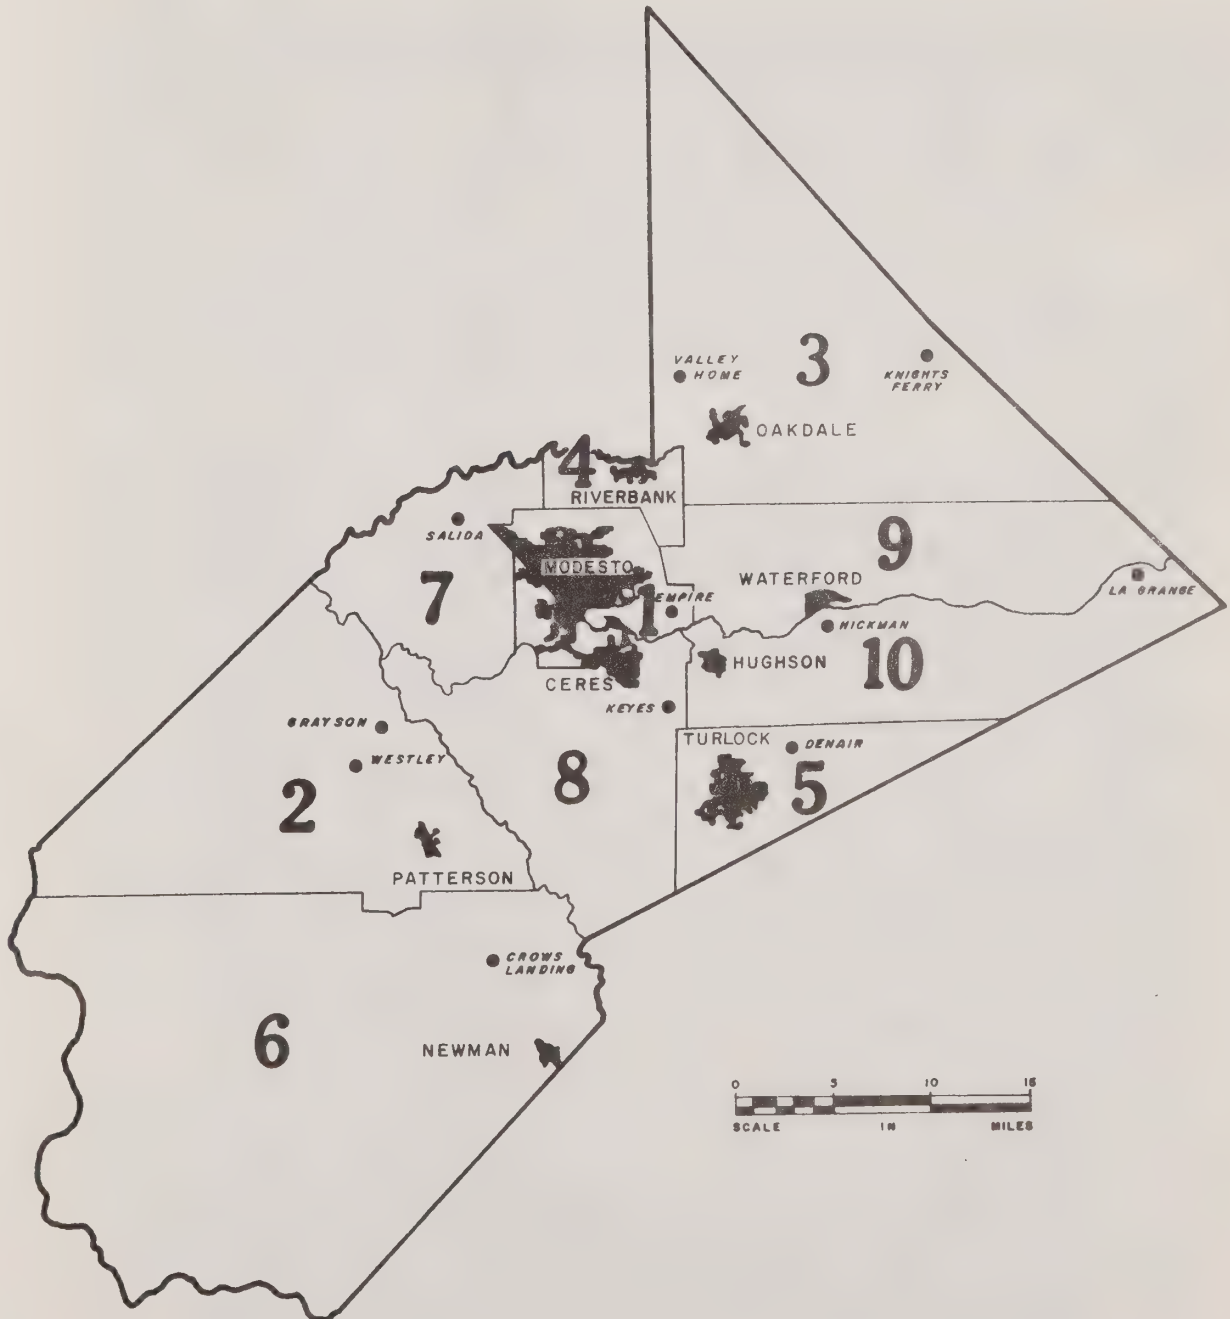 VALLEY
HOME
3
KNIGHTS
FERRY
OAKDALE
4
RIVERBANK
SALIDA
MODESTO
7
1
EMPIRE
9
WATERFORD
LA GRANGE
HICKMAN
10
HUGHSON
CERES
KEYES
GRAYSON
WESTLEY
2
8
TURLOCK
DENAIR
5
PATTERSON
CROWS
LANDING
6
NEWMAN
0 5 10 15
SCALE IN MILES